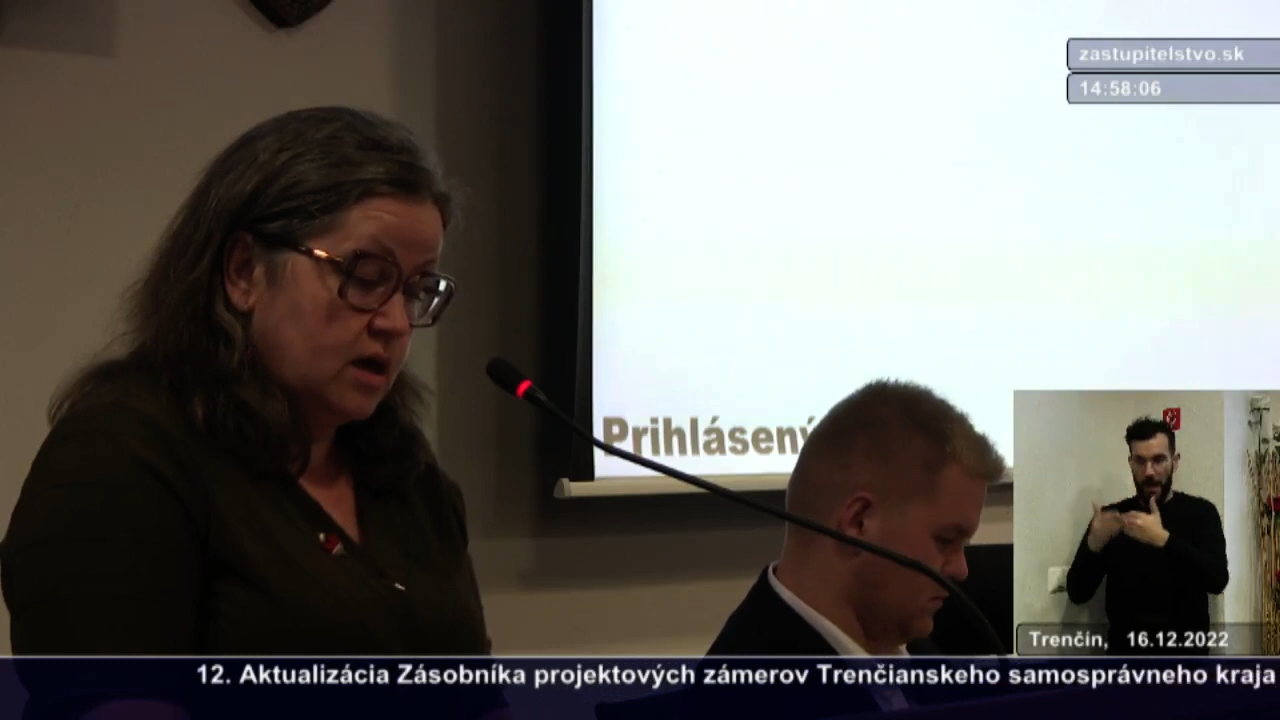 zastupitelstvo.sk
14:58:06
Prihlásený
Trenčín, 16.12.2022
12. Aktualizácia Zásobníka projektových zámerov Trenčianskeho samosprávneho kraja